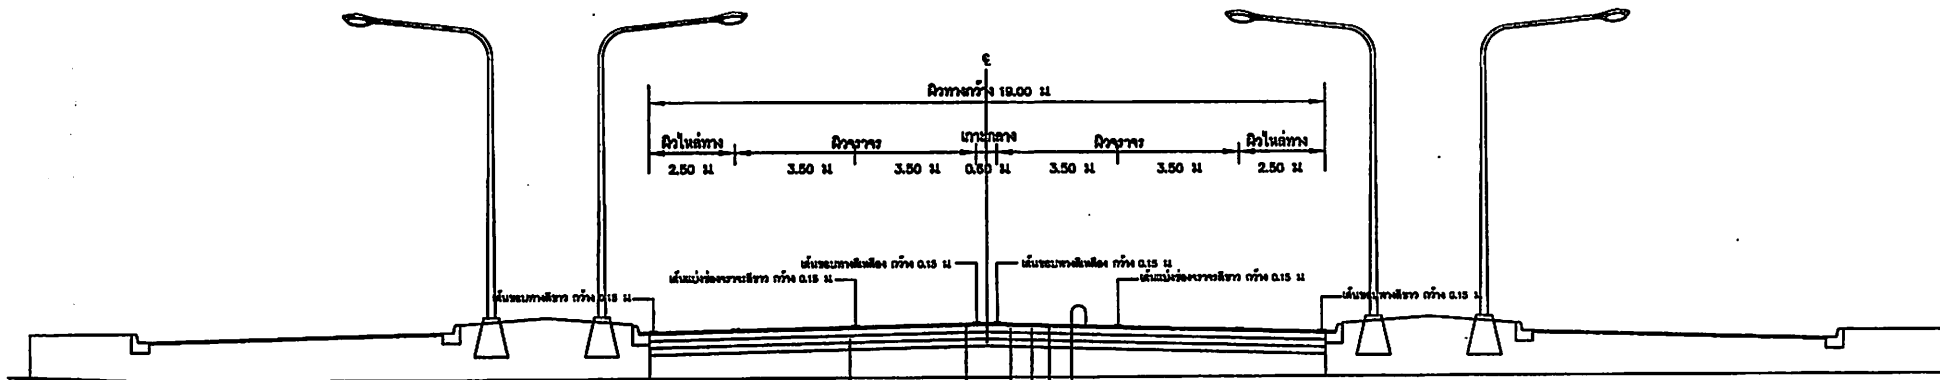 ℄
ผิวทางกว้าง 19.00 ม
ผิวไหล่ทาง ผิวจราจร เกาะกลาง ผิวจราจร ผิวไหล่ทาง
2.50 ม 3.50 ม 3.50 ม 0.60 ม 3.50 ม 3.50 ม 2.50 ม
เส้นขอบทางสีเหลือง กว้าง 0.15 ม เส้นขอบทางสีเหลือง กว้าง 0.15 ม
เส้นแบ่งช่องจราจรสีขาว กว้าง 0.15 ม เส้นแบ่งช่องจราจรสีขาว กว้าง 0.15 ม
เส้นขอบทางสีขาว กว้าง 0.15 ม เส้นขอบทางสีขาว กว้าง 0.15 ม